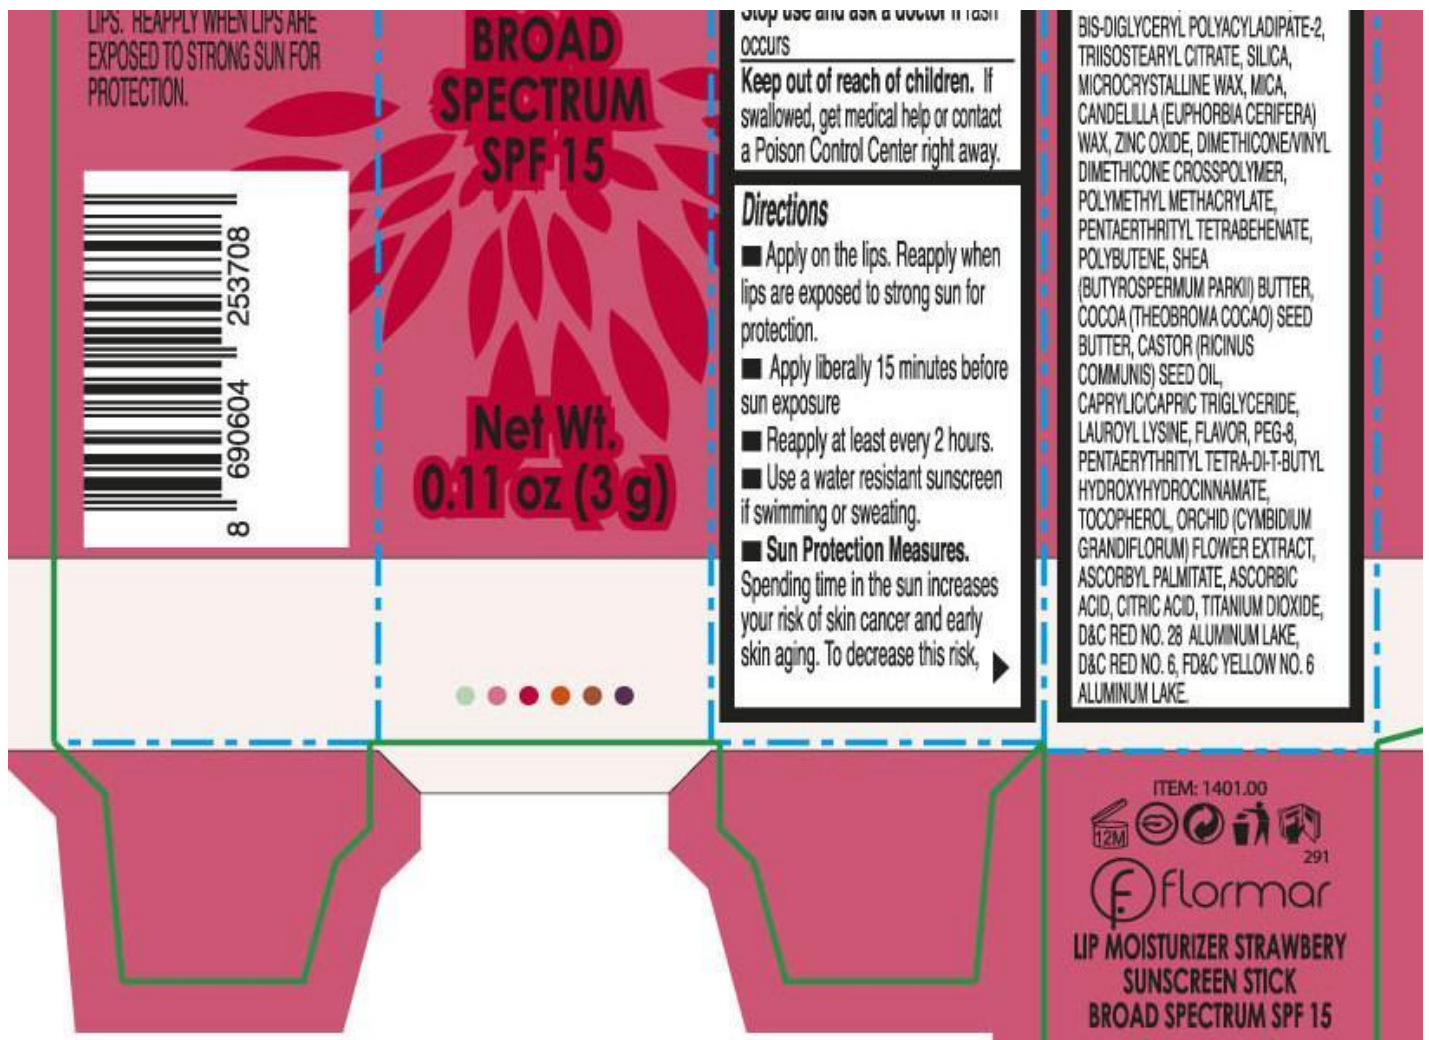 LIPS. REAPPLY WHEN LIPS ARE
EXPOSED TO STRONG SUN FOR
PROTECTION.
8 690604 253708
BROAD
SPECTRUM
SPF 15
Net Wt.
0.11 oz (3 g)
Stop use and ask a doctor if rash
occurs
Keep out of reach of children. If
swallowed, get medical help or contact
a Poison Control Center right away.
Directions
■ Apply on the lips. Reapply when
lips are exposed to strong sun for
protection.
■ Apply liberally 15 minutes before
sun exposure
■ Reapply at least every 2 hours.
■ Use a water resistant sunscreen
if swimming or sweating.
■ Sun Protection Measures.
Spending time in the sun increases
your risk of skin cancer and early
skin aging. To decrease this risk,
BIS-DIGLYCERYL POLYACYLADIPATE-2,
TRIISOSTEARYL CITRATE, SILICA,
MICROCRYSTALLINE WAX, MICA,
CANDELILLA (EUPHORBIA CERIFERA)
WAX, ZINC OXIDE, DIMETHICONE/VINYL
DIMETHICONE CROSSPOLYMER,
POLYMETHYL METHACRYLATE,
PENTAERTHRITYL TETRABEHENATE,
POLYBUTENE, SHEA
(BUTYROSPERMUM PARKII) BUTTER,
COCOA (THEOBROMA COCAO) SEED
BUTTER, CASTOR (RICINUS
COMMUNIS) SEED OIL,
CAPRYLIC/CAPRIC TRIGLYCERIDE,
LAUROYL LYSINE, FLAVOR, PEG-8,
PENTAERYTHRITYL TETRA-DI-T-BUTYL
HYDROXYHYDROCINNAMATE,
TOCOPHEROL, ORCHID (CYMBIDIUM
GRANDIFLORUM) FLOWER EXTRACT,
ASCORBYL PALMITATE, ASCORBIC
ACID, CITRIC ACID, TITANIUM DIOXIDE,
D&C RED NO. 28 ALUMINUM LAKE,
D&C RED NO. 6, FD&C YELLOW NO. 6
ALUMINUM LAKE.
ITEM: 1401.00
12M
291
flormar
LIP MOISTURIZER STRAWBERY
SUNSCREEN STICK
BROAD SPECTRUM SPF 15